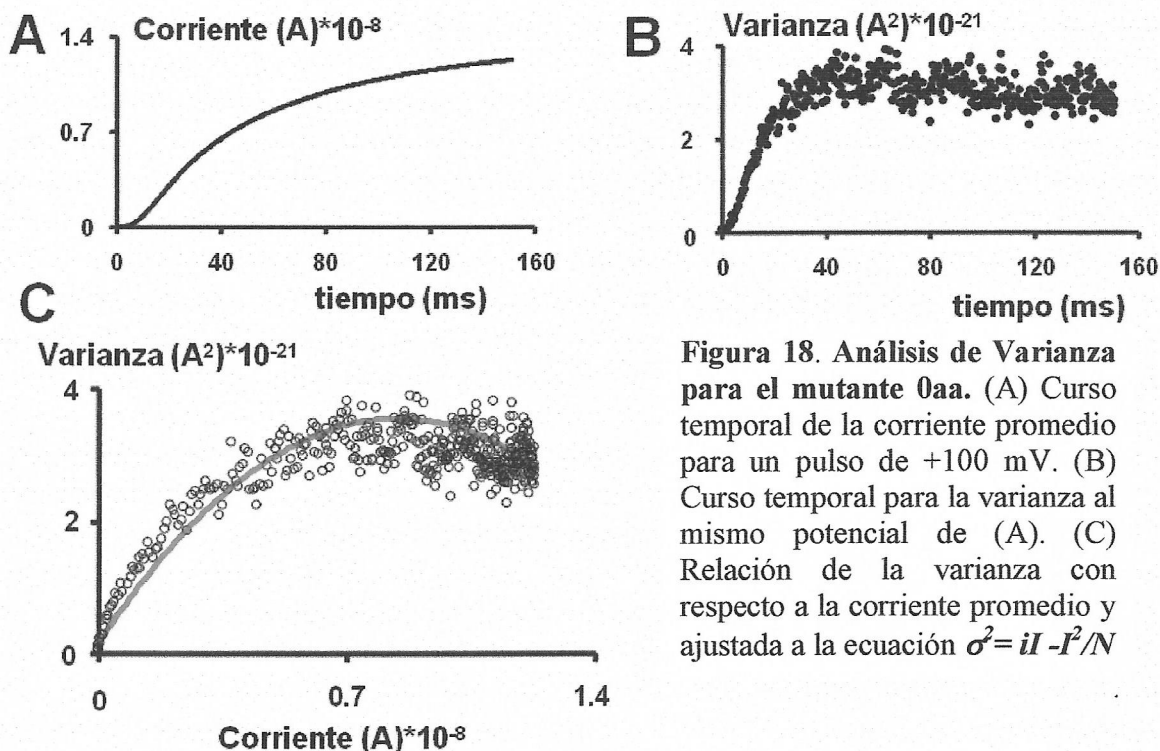 A
Corriente (A)*10-8
1.4
0.7
0
0 40 80 120 160
tiempo (ms)
B
Varianza (A2)*10-21
4
2
0
0 40 80 120 160
tiempo (ms)
C
Varianza (A2)*10-21
4
2
0
0 0.7 1.4
Corriente (A)*10-8
Figura 18. Análisis de Varianza
para el mutante 0aa. (A) Curso
temporal de la corriente promedio
para un pulso de +100 mV. (B)
Curso temporal para la varianza al
mismo potencial de (A). (C)
Relación de la varianza con
respecto a la corriente promedio y
ajustada a la ecuación σ²= iI -I²/N